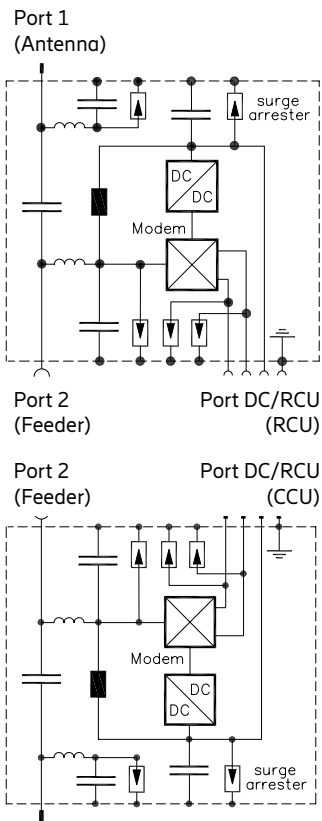 Port 1
(Antenna)
surge
arrester
DC
DC
Modem
Port 2
(Feeder)
Port DC/RCU
(RCU)
Port 2
(Feeder)
Port DC/RCU
(CCU)
Modem
DC
DC
surge
arrester